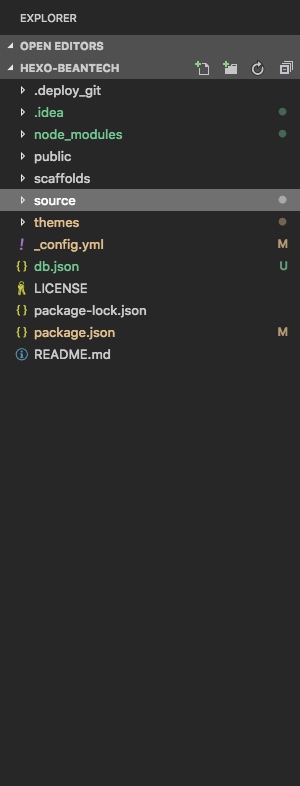 EXPLORER
OPEN EDITORS
HEXO-BEANTECH
.deploy_git
.idea
node_modules
public
scaffolds
source
themes
! _config.yml M
{} db.json U
LICENSE
{} package-lock.json
{} package.json M
README.md